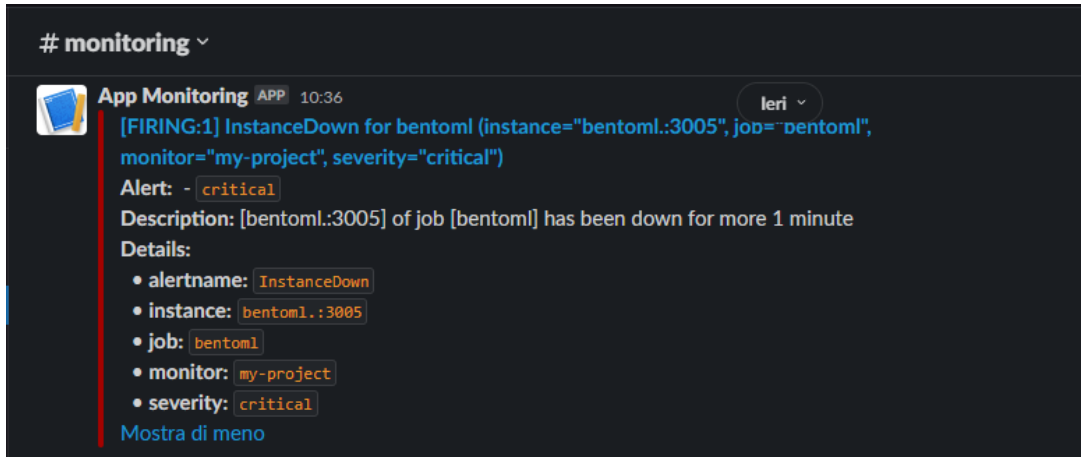 # monitoring
App Monitoring APP 10:36
Ieri
[FIRING:1] InstanceDown for bentoml (instance="bentoml.:3005", job="bentoml",
monitor="my-project", severity="critical")
Alert: - critical
Description: [bentoml.:3005] of job [bentoml] has been down for more 1 minute
Details:
• alertname: InstanceDown
• instance: bentoml.:3005
• job: bentoml
• monitor: my-project
• severity: critical
Mostra di meno